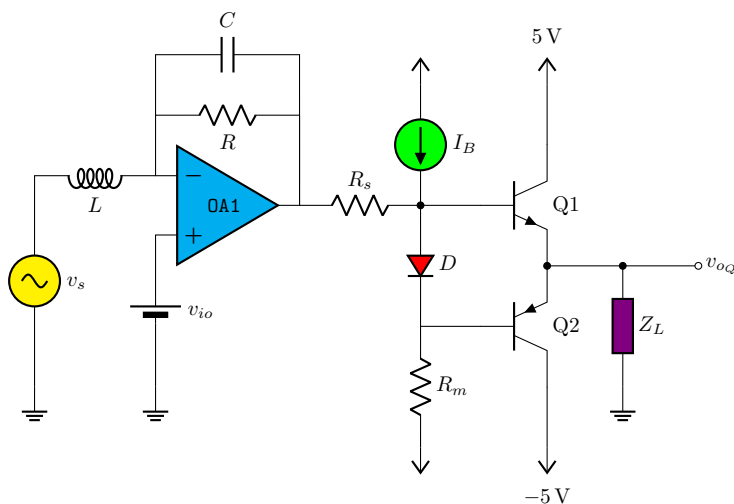 C
5 V
R
I_B
L
OA1
R_s
Q1
−
+
v_s
v_{io}
D
v_{o_Q}
Q2
Z_L
R_m
−5 V